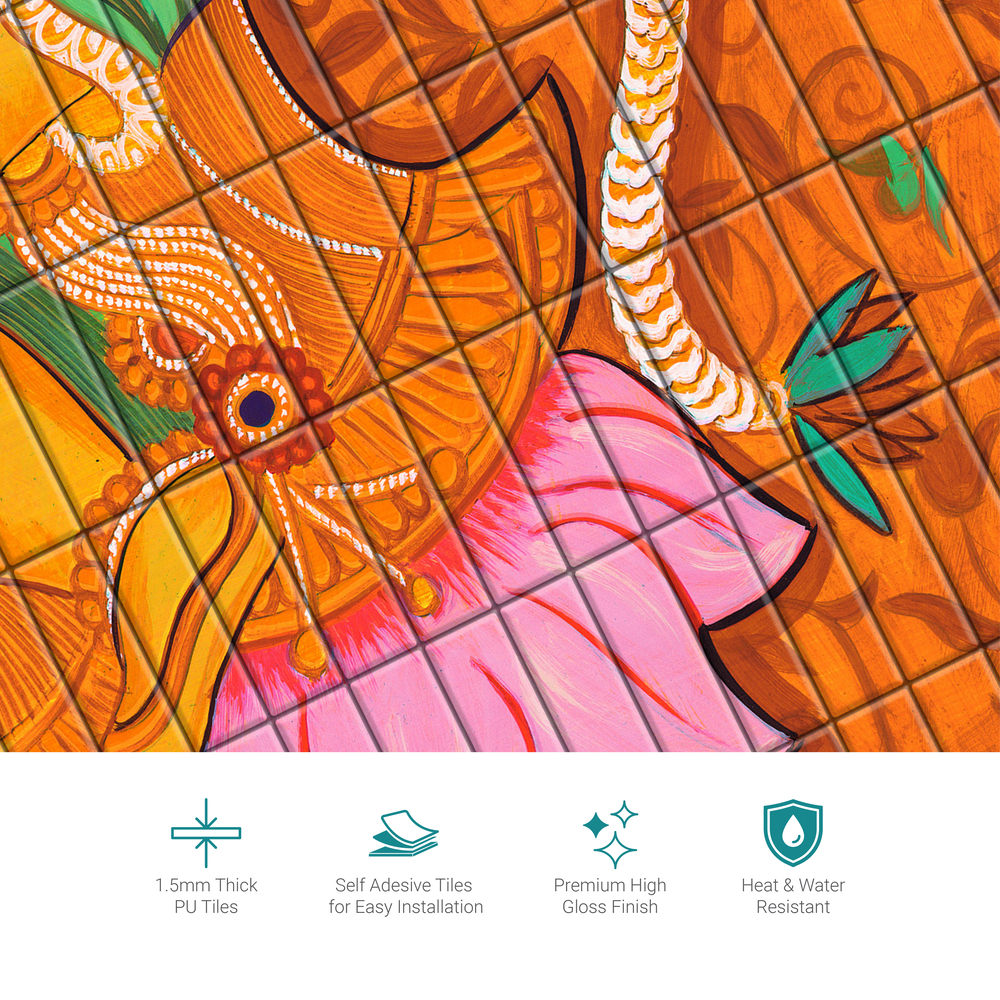 1.5mm Thick
PU Tiles
Self Adesive Tiles
for Easy Installation
Premium High
Gloss Finish
Heat & Water
Resistant